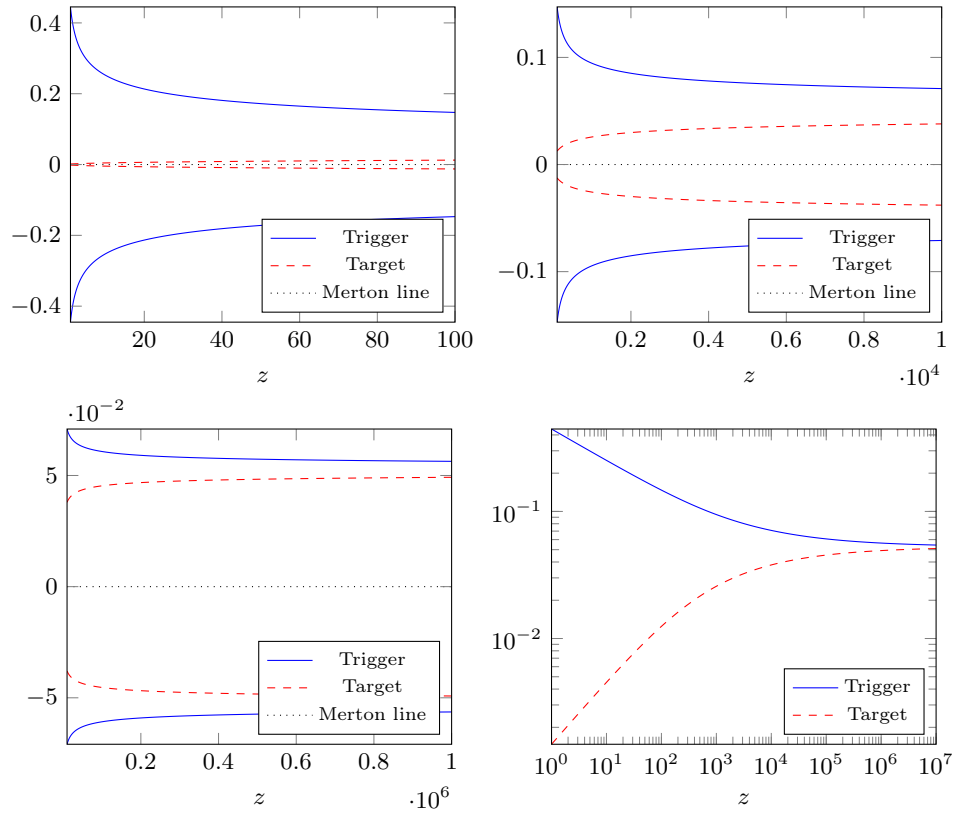 0.4
0.2
0
−0.2
−0.4
20
40
60
80
100
z
Trigger
Target
Merton line
0.1
0
−0.1
0.2
0.4
0.6
0.8
1
·10^4
z
Trigger
Target
Merton line
·10^−2
5
0
−5
0.2
0.4
0.6
0.8
1
·10^6
z
Trigger
Target
Merton line
10^−1
10^−2
10^0
10^1
10^2
10^3
10^4
10^5
10^6
10^7
z
Trigger
Target